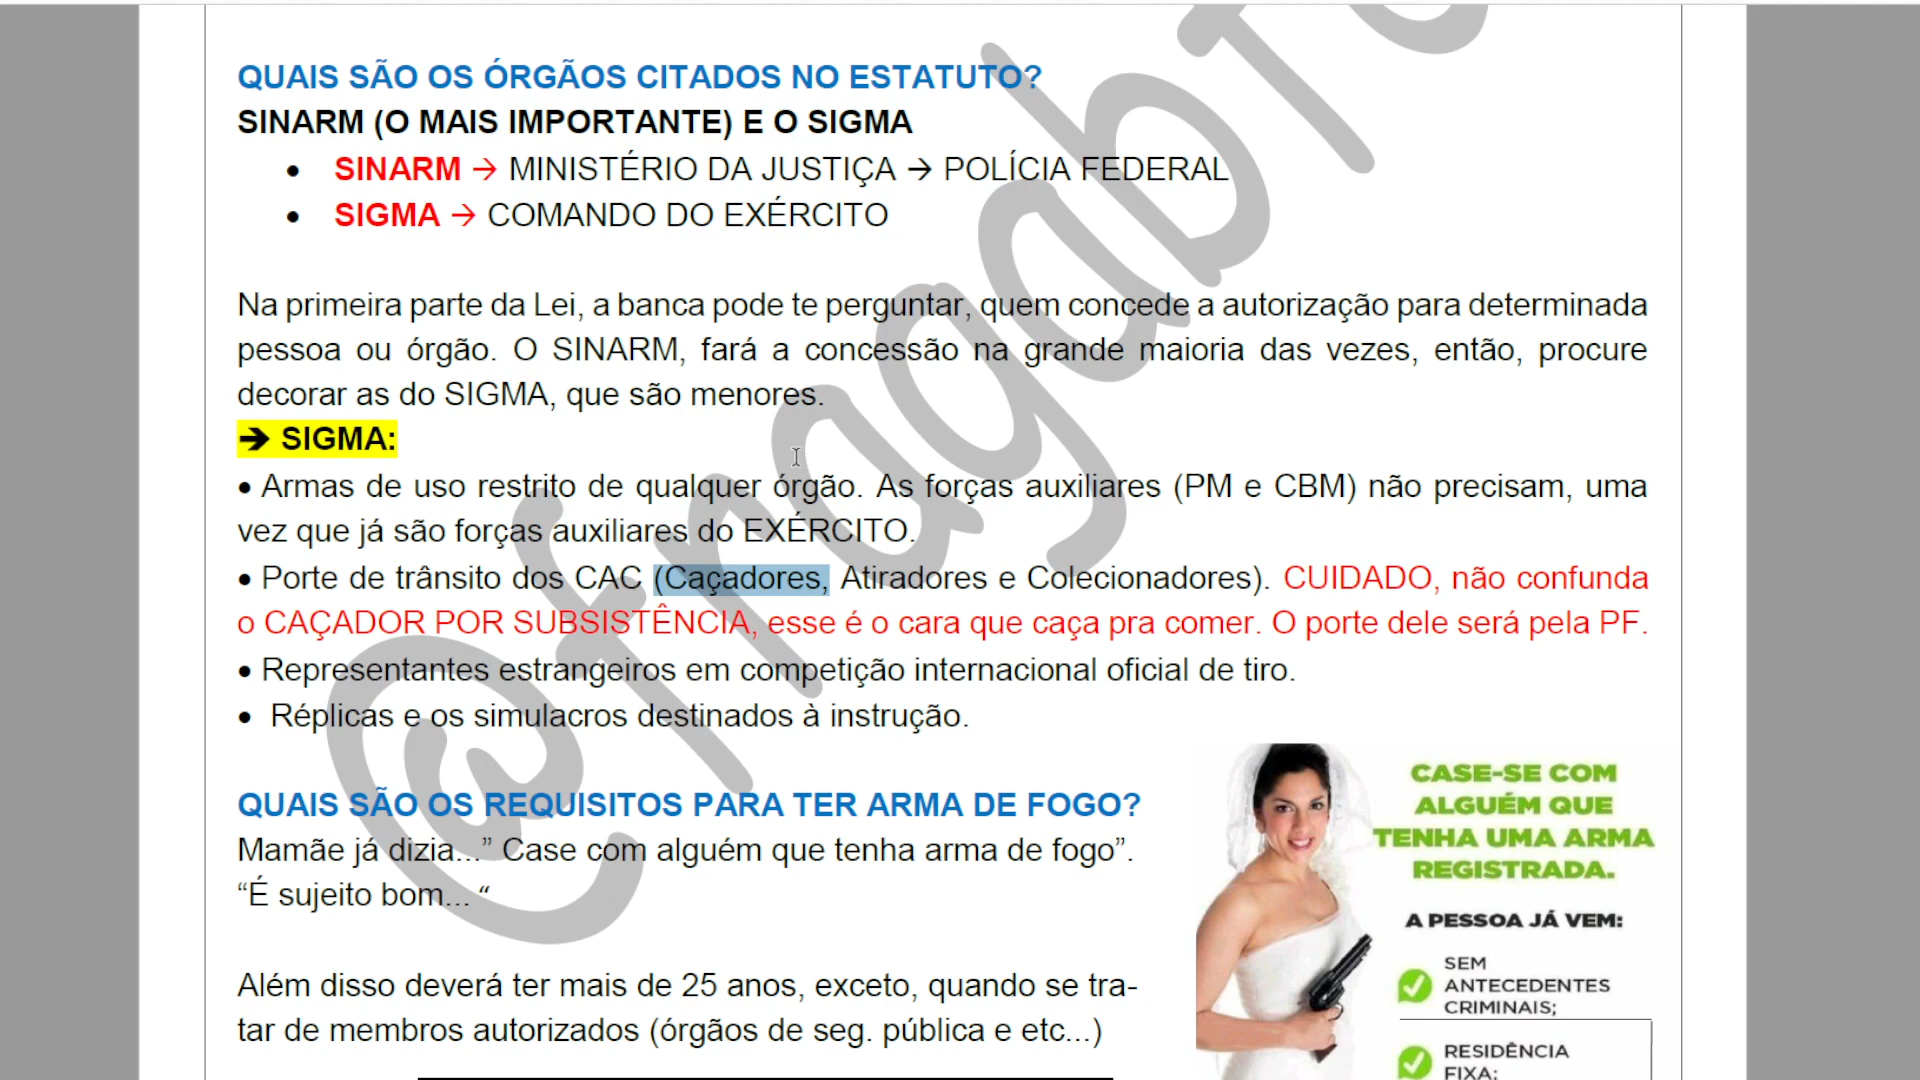 QUAIS SÃO OS ÓRGÃOS CITADOS NO ESTATUTO?
SINARM (O MAIS IMPORTANTE) E O SIGMA
• SINARM → MINISTÉRIO DA JUSTIÇA → POLÍCIA FEDERAL
• SIGMA → COMANDO DO EXÉRCITO
Na primeira parte da Lei, a banca pode te perguntar, quem concede a autorização para determinada
pessoa ou órgão. O SINARM, fará a concessão na grande maioria das vezes, então, procure
decorar as do SIGMA, que são menores.
➔ SIGMA:
• Armas de uso restrito de qualquer órgão. As forças auxiliares (PM e CBM) não precisam, uma
vez que já são forças auxiliares do EXÉRCITO.
• Porte de trânsito dos CAC (Caçadores, Atiradores e Colecionadores). CUIDADO, não confunda
o CAÇADOR POR SUBSISTÊNCIA, esse é o cara que caça pra comer. O porte dele será pela PF.
• Representantes estrangeiros em competição internacional oficial de tiro.
• Réplicas e os simulacros destinados à instrução.
QUAIS SÃO OS REQUISITOS PARA TER ARMA DE FOGO?
Mamãe já dizia...” Case com alguém que tenha arma de fogo”.
“É sujeito bom...“
Além disso deverá ter mais de 25 anos, exceto, quando se tra-
tar de membros autorizados (órgãos de seg. pública e etc...)
CASE-SE COM
ALGUÉM QUE
TENHA UMA ARMA
REGISTRADA.
A PESSOA JÁ VEM:
SEM
ANTECEDENTES
CRIMINAIS;
RESIDÊNCIA
FIXA;